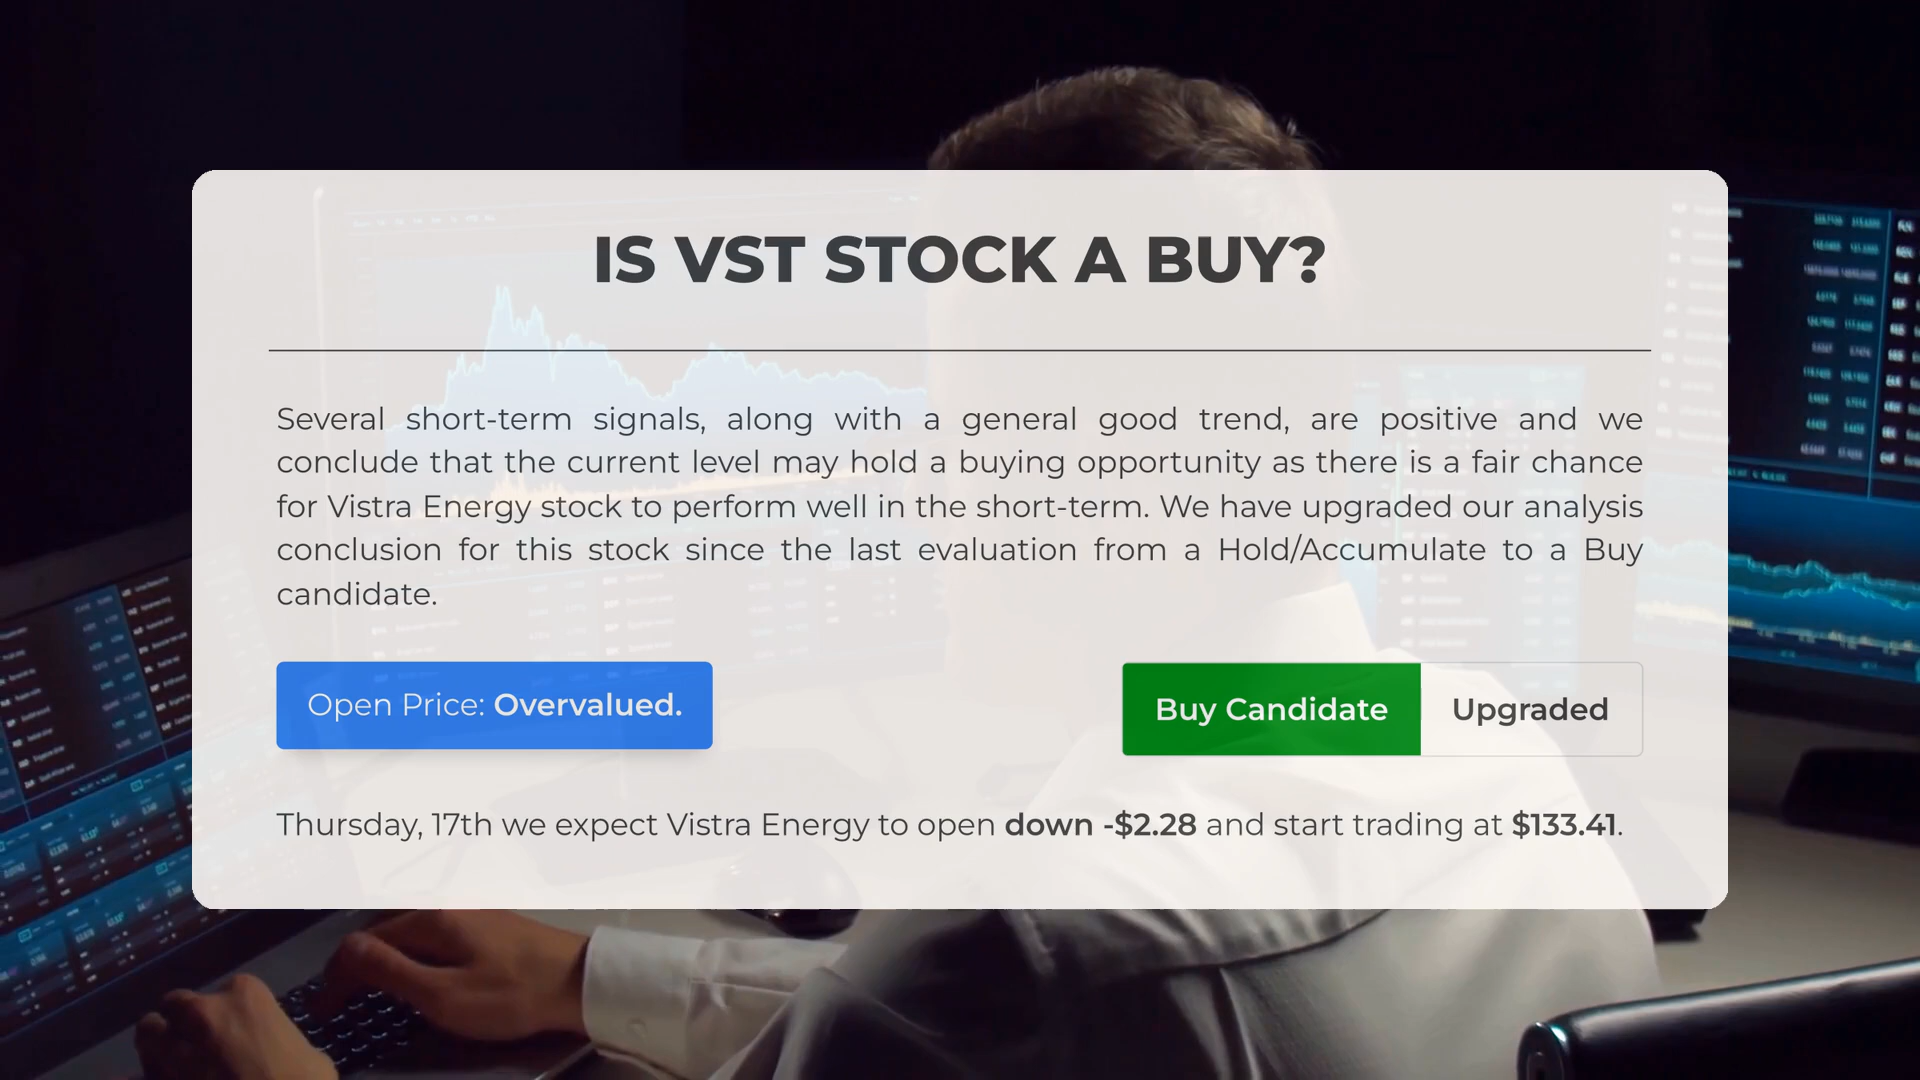 IS VST STOCK A BUY?
Several short-term signals, along with a general good trend, are positive and we
conclude that the current level may hold a buying opportunity as there is a fair chance
for Vistra Energy stock to perform well in the short-term. We have upgraded our analysis
conclusion for this stock since the last evaluation from a Hold/Accumulate to a Buy
candidate.
Open Price: Overvalued.
Buy Candidate Upgraded
Thursday, 17th we expect Vistra Energy to open down -$2.28 and start trading at $133.41.